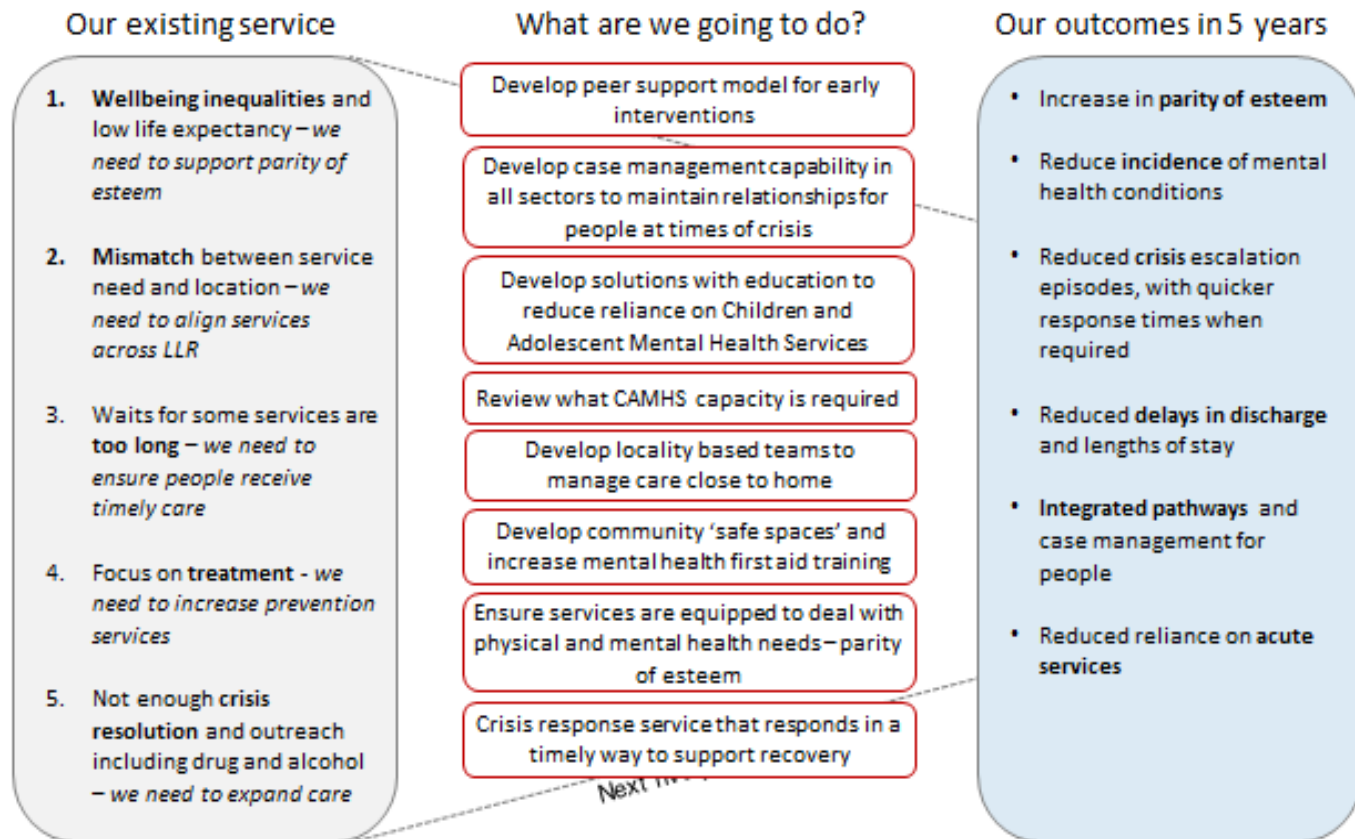 Our existing service
1. Wellbeing inequalities and
low life expectancy – we
need to support parity of
esteem
2. Mismatch between service
need and location – we
need to align services
across LLR
3. Waits for some services are
too long – we need to
ensure people receive
timely care
4. Focus on treatment - we
need to increase prevention
services
5. Not enough crisis
resolution and outreach
including drug and alcohol
– we need to expand care
What are we going to do?
Develop peer support model for early
interventions
Develop case management capability in
all sectors to maintain relationships for
people at times of crisis
Develop solutions with education to
reduce reliance on Children and
Adolescent Mental Health Services
Review what CAMHS capacity is required
Develop locality based teams to
manage care close to home
Develop community ‘safe spaces’ and
increase mental health first aid training
Ensure services are equipped to deal with
physical and mental health needs – parity
of esteem
Crisis response service that responds in a
timely way to support recovery
Next
Our outcomes in 5 years
• Increase in parity of esteem
• Reduce incidence of mental
health conditions
• Reduced crisis escalation
episodes, with quicker
response times when
required
• Reduced delays in discharge
and lengths of stay
• Integrated pathways and
case management for
people
• Reduced reliance on acute
services